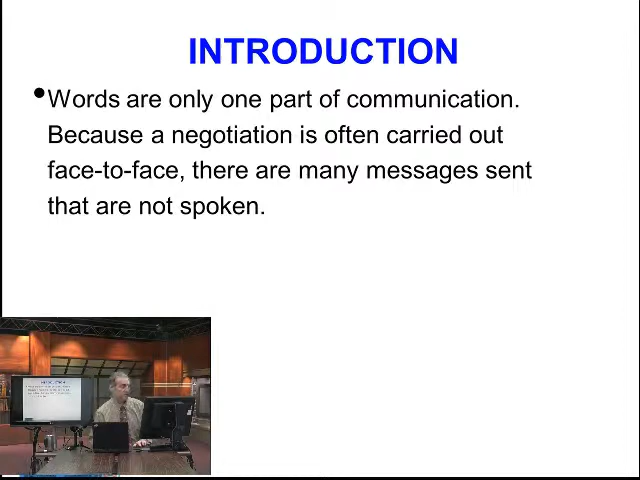 INTRODUCTION
•Words are only one part of communication.
Because a negotiation is often carried out
face-to-face, there are many messages sent
that are not spoken.